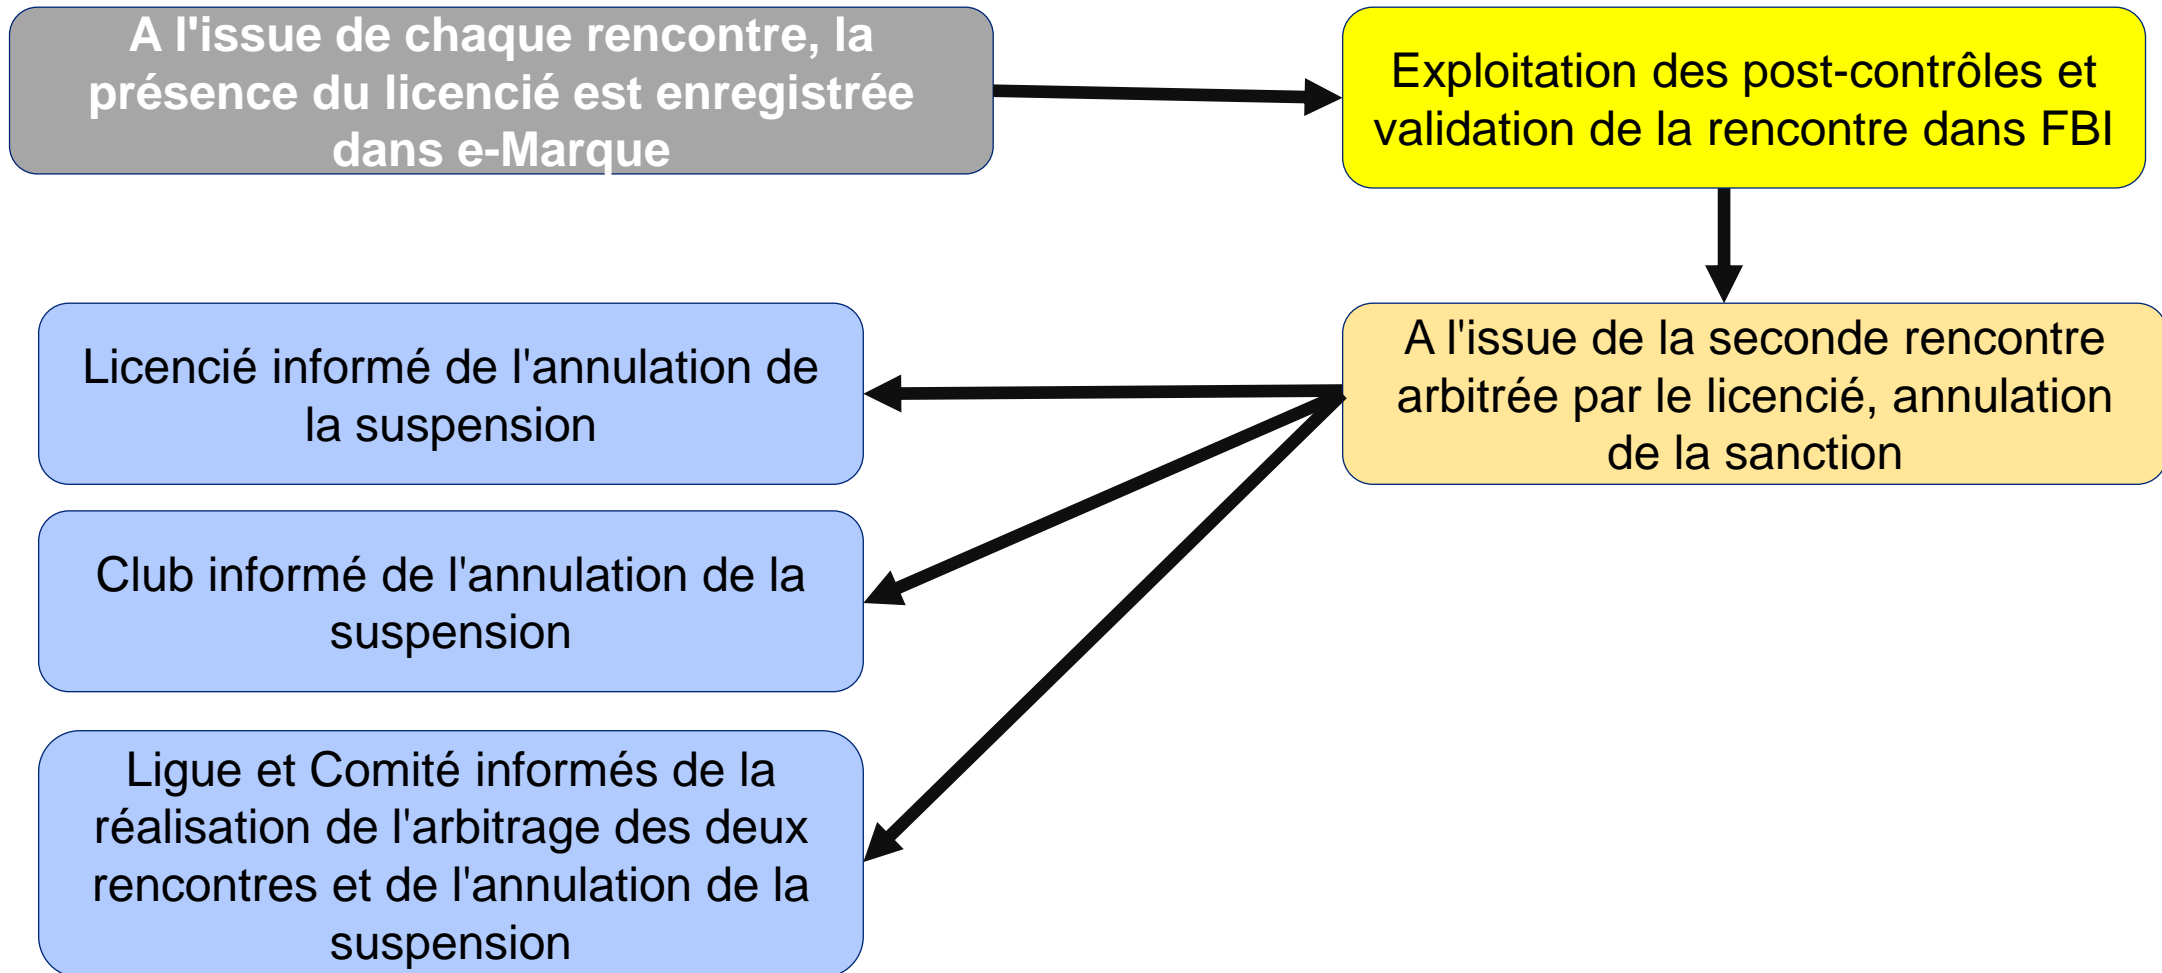 A l'issue de chaque rencontre, la
présence du licencié est enregistrée
dans e-Marque
Exploitation des post-contrôles et
validation de la rencontre dans FBI
A l'issue de la seconde rencontre
arbitrée par le licencié, annulation
de la sanction
Licencié informé de l'annulation de
la suspension
Club informé de l'annulation de la
suspension
Ligue et Comité informés de la
réalisation de l'arbitrage des deux
rencontres et de l'annulation de la
suspension